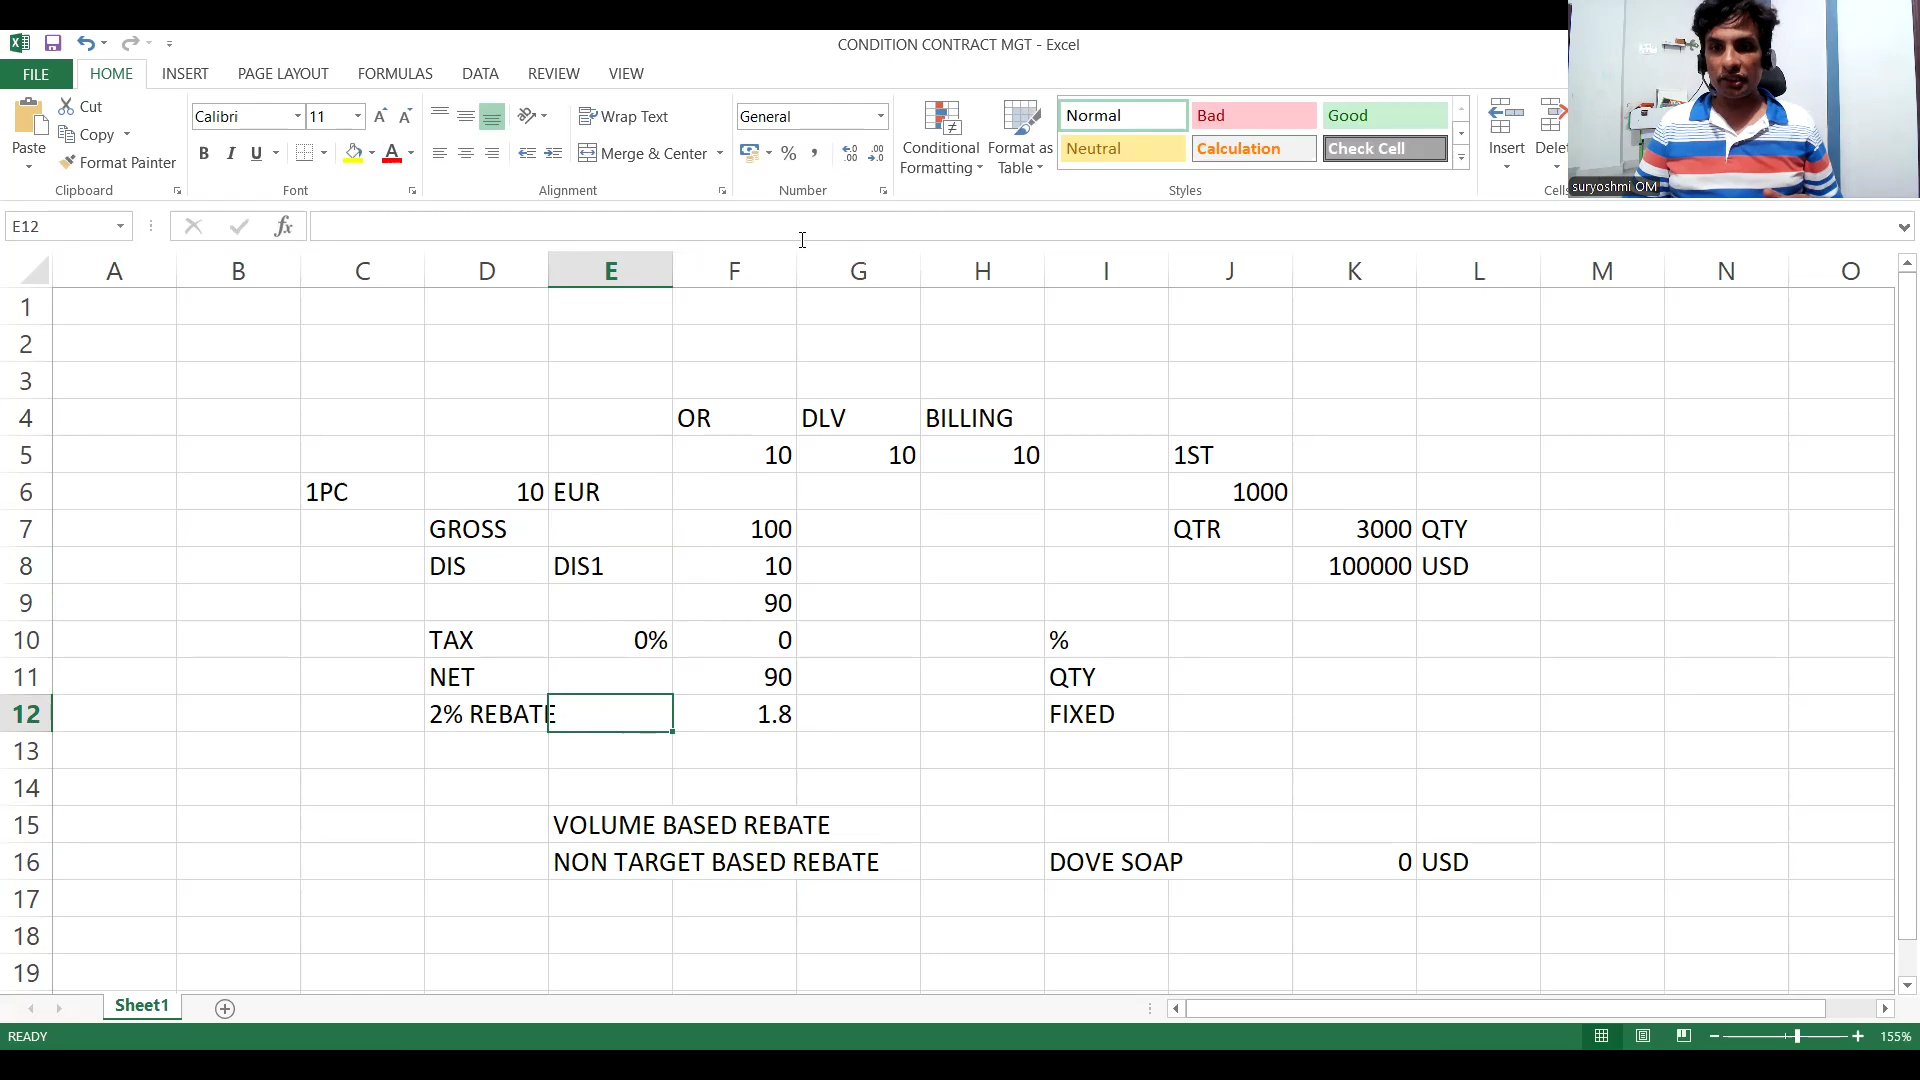 CONDITION CONTRACT MGT - Excel
FILE HOME INSERT PAGE LAYOUT FORMULAS DATA REVIEW VIEW
Paste Cut Copy Format Painter Clipboard
Calibri 11 B I U A A A Font
Wrap Text Merge & Center Alignment
General % , Number
Conditional Formatting Format as Table
Normal Bad Good
Neutral Calculation Check Cell
Styles
Insert Delet
Cells
suryoshmi OM
E12 fx
A B C D E F G H I J K L M N O
1
2
3
4 OR DLV BILLING
5 10 10 10 1ST
6 1PC 10 EUR 1000
7 GROSS 100 QTR 3000 QTY
8 DIS DIS1 10 100000 USD
9 90
10 TAX 0% 0 %
11 NET 90 QTY
12 2% REBATE 1.8 FIXED
13
14
15 VOLUME BASED REBATE
16 NON TARGET BASED REBATE DOVE SOAP 0 USD
17
18
19
Sheet1
READY 155%